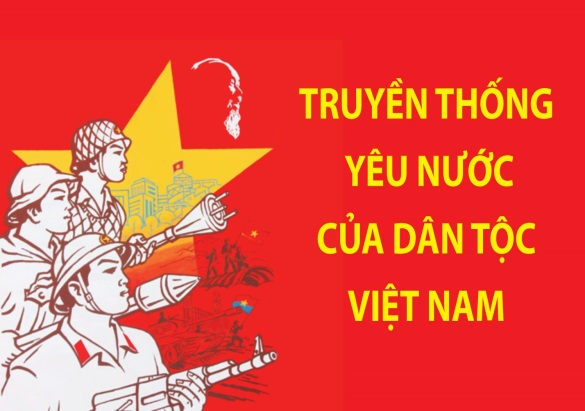 TRUYỀN THỐNG
YÊU NƯỚC
CỦA DÂN TỘC
VIỆT NAM